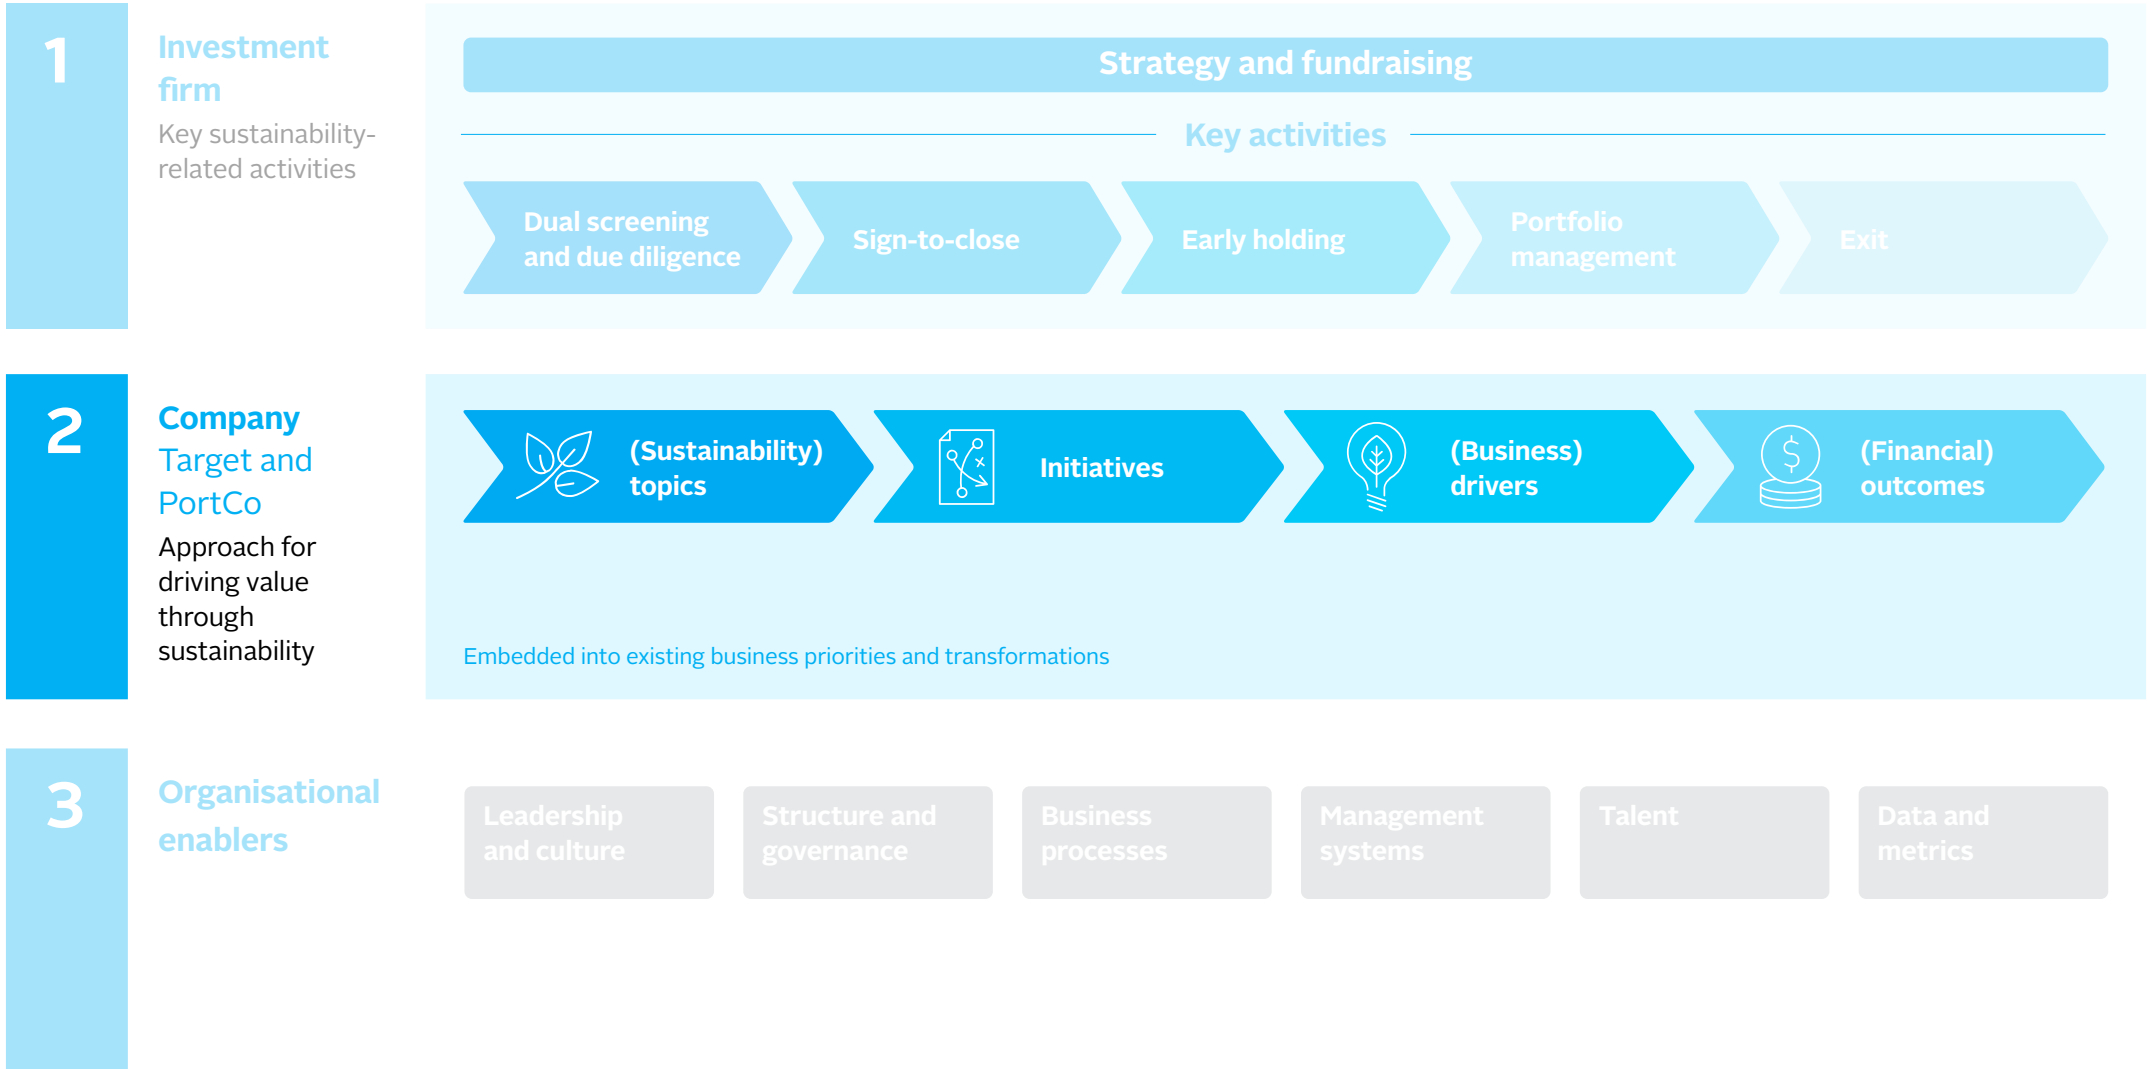 1
Investment
firm
Key sustainability-
related activities
Strategy and fundraising
Key activities
Dual screening
and due diligence
Sign-to-close
Early holding
Portfolio
management
Exit
2
Company
Target and
PortCo
Approach for
driving value
through
sustainability
(Sustainability)
topics
Initiatives
(Business)
drivers
$
(Financial)
outcomes
Embedded into existing business priorities and transformations
3
Organisational
enablers
Leadership
and culture
Structure and
governance
Business
processes
Management
systems
Talent
Data and
metrics